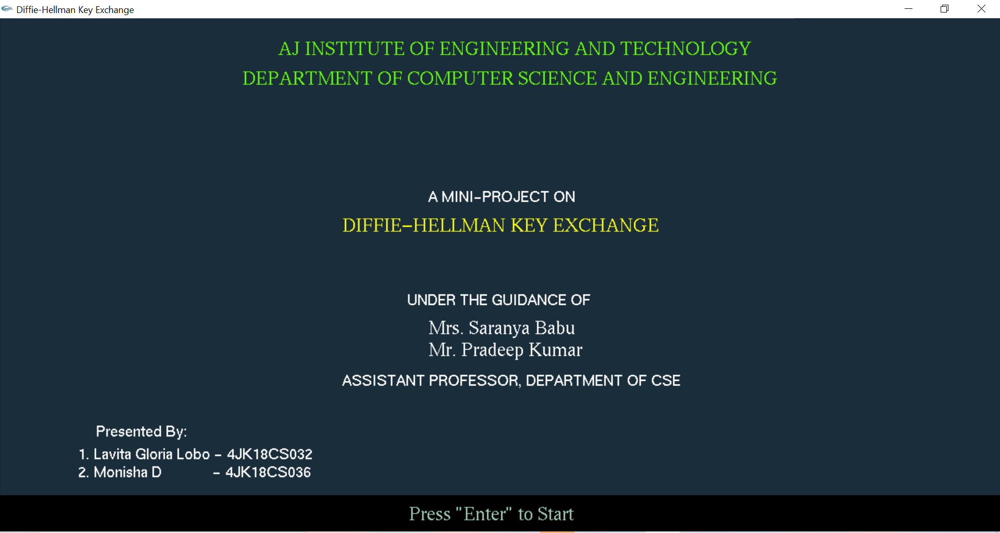 Diffie-Hellman Key Exchange
AJ INSTITUTE OF ENGINEERING AND TECHNOLOGY
DEPARTMENT OF COMPUTER SCIENCE AND ENGINEERING
A MINI-PROJECT ON
DIFFIE-HELLMAN KEY EXCHANGE
UNDER THE GUIDANCE OF
Mrs. Saranya Babu
Mr. Pradeep Kumar
ASSISTANT PROFESSOR, DEPARTMENT OF CSE
Presented By:
1. Lavita Gloria Lobo - 4JK18CS032
2. Monisha D - 4JK18CS036
Press "Enter" to Start